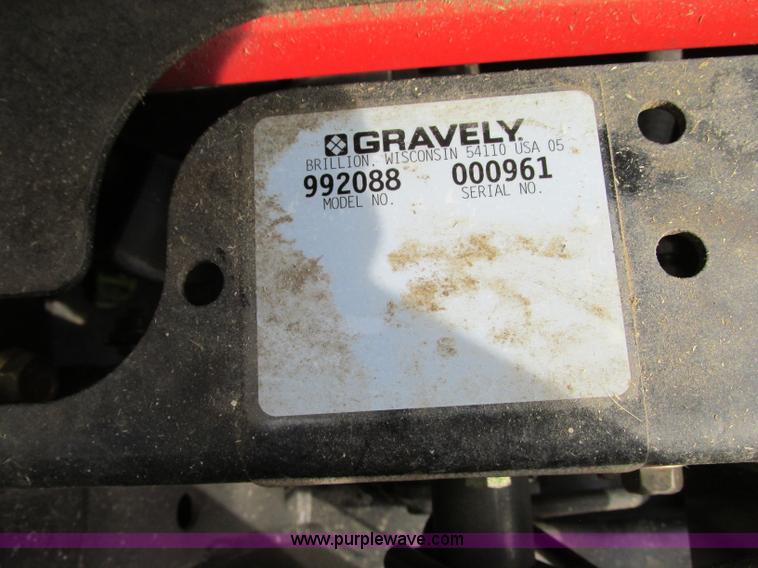 GRAVELY.
BRILLION, WISCONSIN 54110 USA 05
992088 000961
MODEL NO. SERIAL NO.
www.purplewave.com